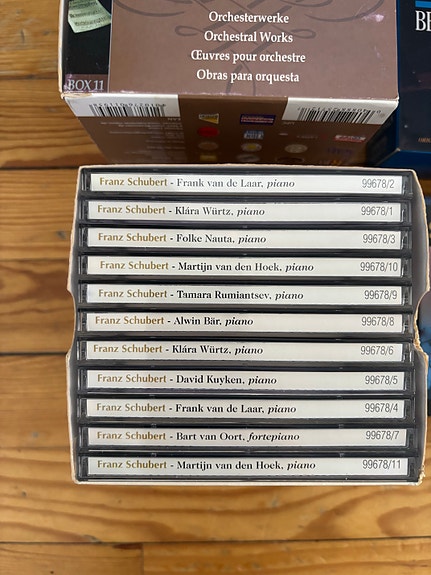 Orchesterwerke
Orchestral Works
Œuvres pour orchestre
Obras para orquesta
BOX 11
BE
Franz Schubert - Frank van de Laar, piano 99678/2
Franz Schubert - Klára Würtz, piano 99678/1
Franz Schubert - Folke Nauta, piano 99678/3
Franz Schubert - Martijn van den Hoek, piano 99678/10
Franz Schubert - Tamara Rumiantsev, piano 99678/9
Franz Schubert - Alwin Bär, piano 99678/8
Franz Schubert - Klára Würtz, piano 99678/6
Franz Schubert - David Kuyken, piano 99678/5
Franz Schubert - Frank van de Laar, piano 99678/4
Franz Schubert - Bart van Oort, fortepiano 99678/7
Franz Schubert - Martijn van den Hoek, piano 99678/11